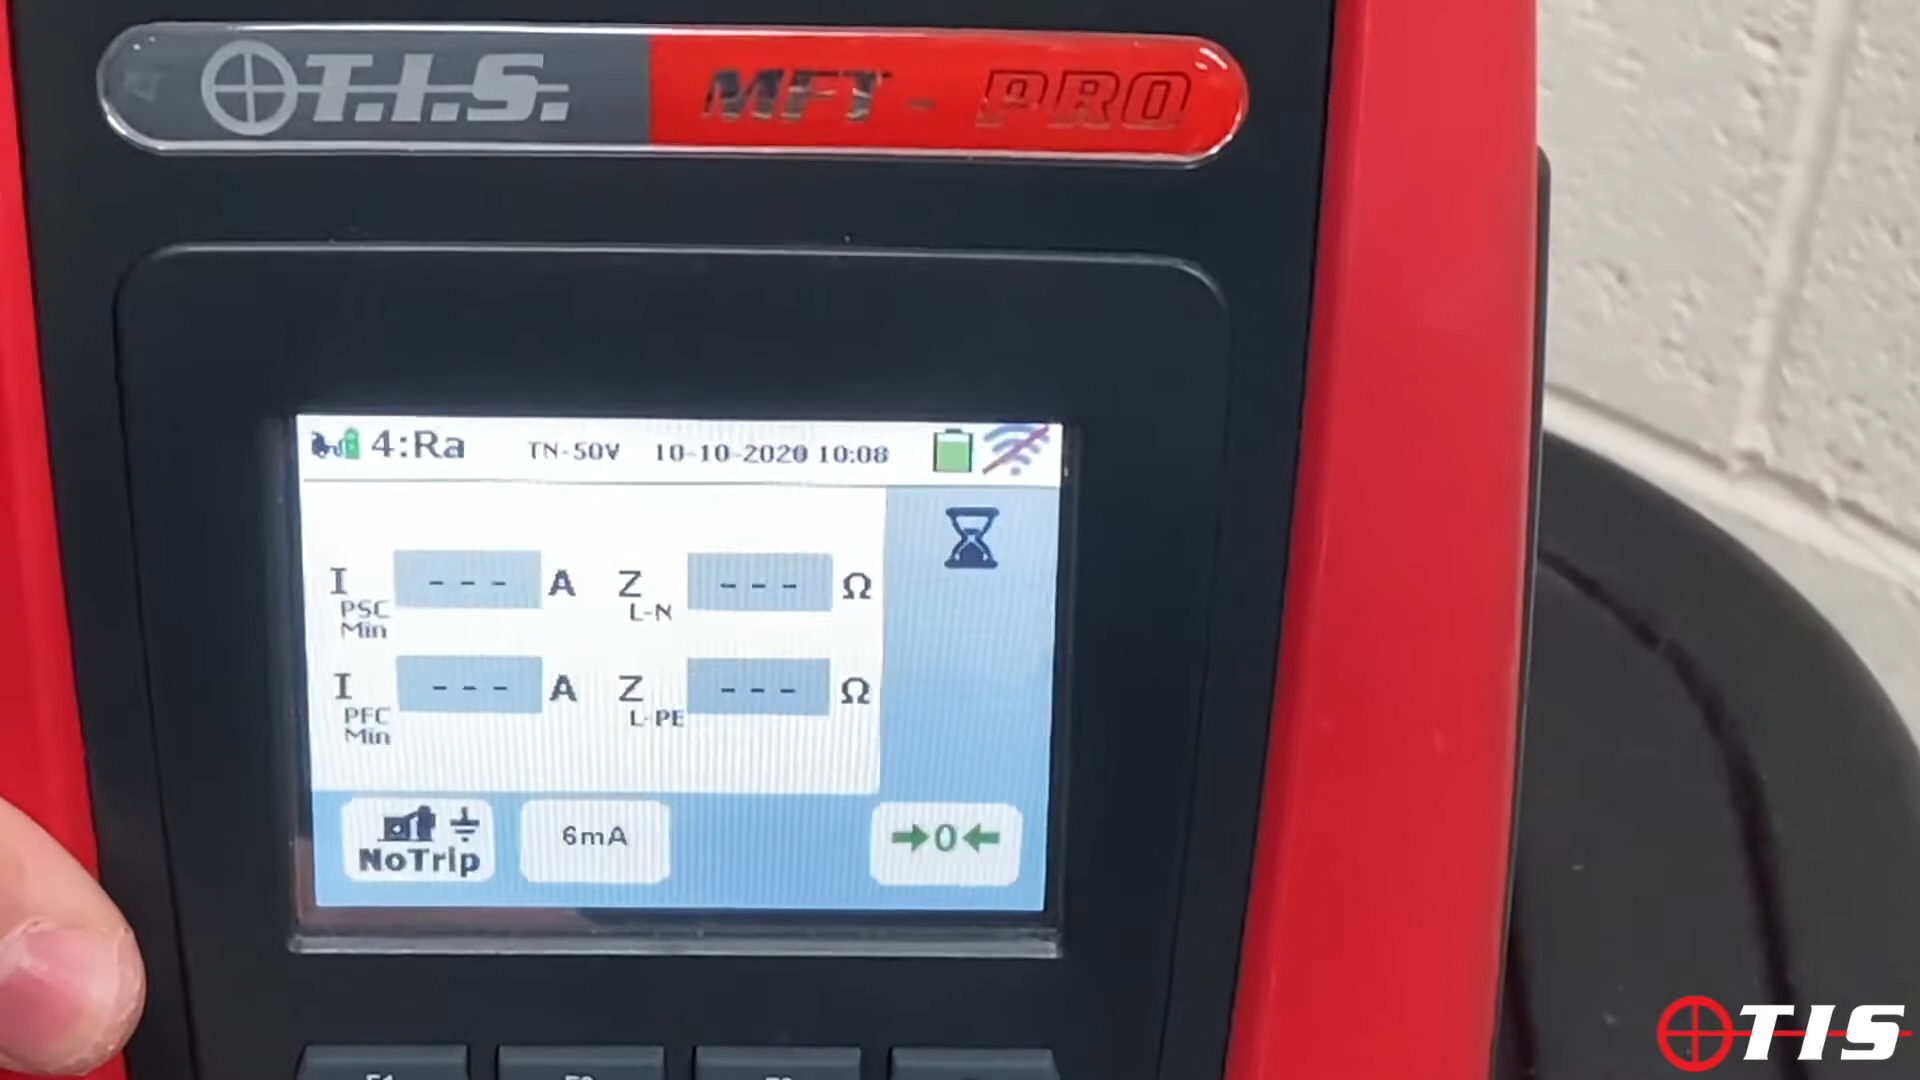 T.I.S. MFT - PRO
4:Ra TN-50V 10-10-2020 10:08
I PSC Min --- A Z L-N --- Ω
I PFC Min --- A Z L-PE --- Ω
NoTrip 6mA →0←
TIS